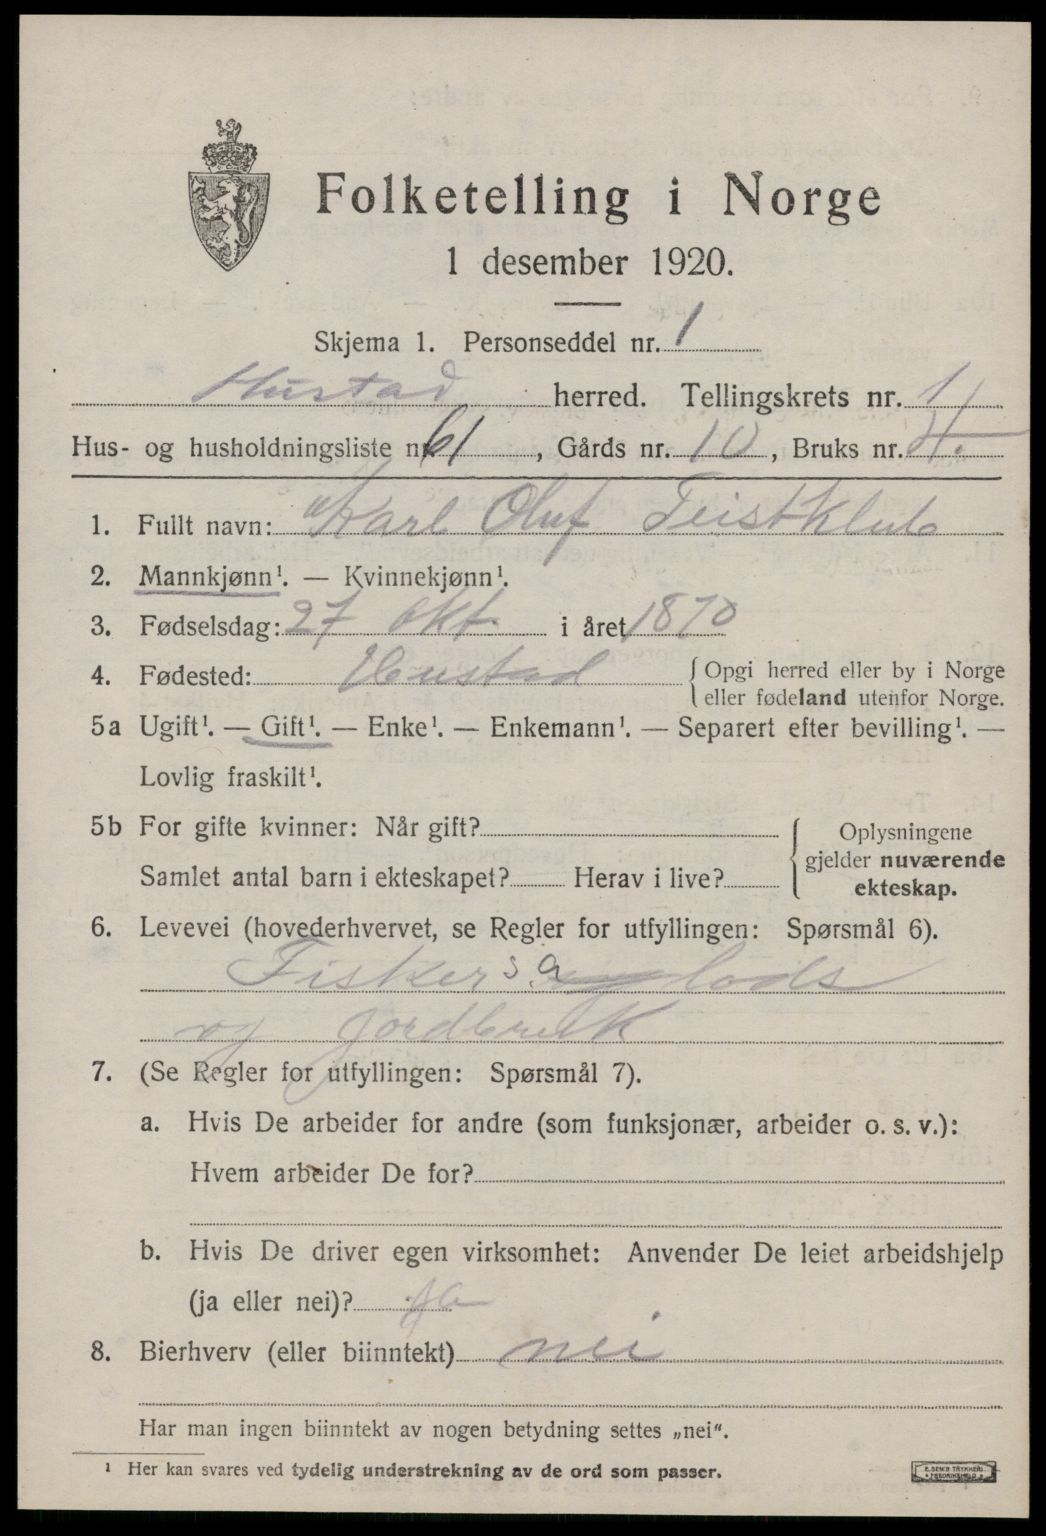 Folketelling i Norge
1 desember 1920.
Skjema 1. Personseddel nr. 1
Hustad herred. Tellingskrets nr. 1
Hus- og husholdningsliste nr. 61, Gårds nr. 10, Bruks nr. 4.
1. Fullt navn: Karl Oluf Teistklub
2. Mannkjønn¹. — Kvinnekjønn¹.
3. Fødselsdag: 27 okt. i året 1870
4. Fødested: Hustad {Opgi herred eller by i Norge
eller fødeland utenfor Norge.
5a Ugift¹. — Gift¹. — Enke¹. — Enkemann¹. — Separert efter bevilling¹. —
Lovlig fraskilt¹.
5b For gifte kvinner: Når gift?
Samlet antal barn i ekteskapet? Herav i live?
{Oplysningene
gjelder nuværende
ekteskap.
6. Levevei (hovederhvervet, se Regler for utfyllingen: Spørsmål 6).
Fisker s a lods
og jordbruk
7. (Se Regler for utfyllingen: Spørsmål 7).
a. Hvis De arbeider for andre (som funksjonær, arbeider o. s. v.):
Hvem arbeider De for?
b. Hvis De driver egen virksomhet: Anvender De leiet arbeidshjelp
(ja eller nei)? ja
8. Bierhverv (eller biinntekt) nei
Har man ingen biinntekt av nogen betydning settes „nei“.
¹ Her kan svares ved tydelig understrekning av de ord som passer.